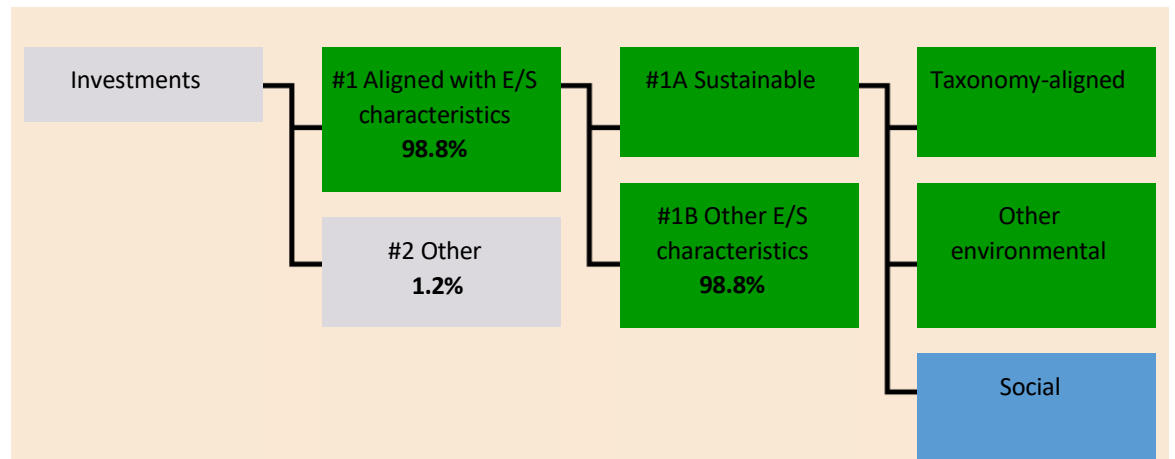 Investments
#1 Aligned with E/S
characteristics
98.8%
#2 Other
1.2%
#1A Sustainable
#1B Other E/S
characteristics
98.8%
Taxonomy-aligned
Other
environmental
Social